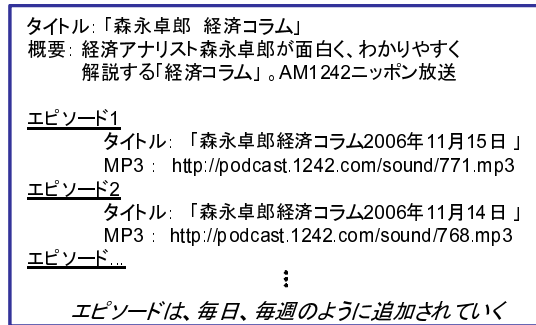 タイトル:「森永卓郎 経済コラム」
概要: 経済アナリスト森永卓郎が面白く、わかりやすく
解説する「経済コラム」。AM1242ニッポン放送
エピソード1
タイトル: 「森永卓郎経済コラム2006年11月15日」
MP3: http://podcast.1242.com/sound/771.mp3
エピソード2
タイトル: 「森永卓郎経済コラム2006年11月14日」
MP3: http://podcast.1242.com/sound/768.mp3
エピソード...
⋮
エピソードは、毎日、毎週のように追加されていく